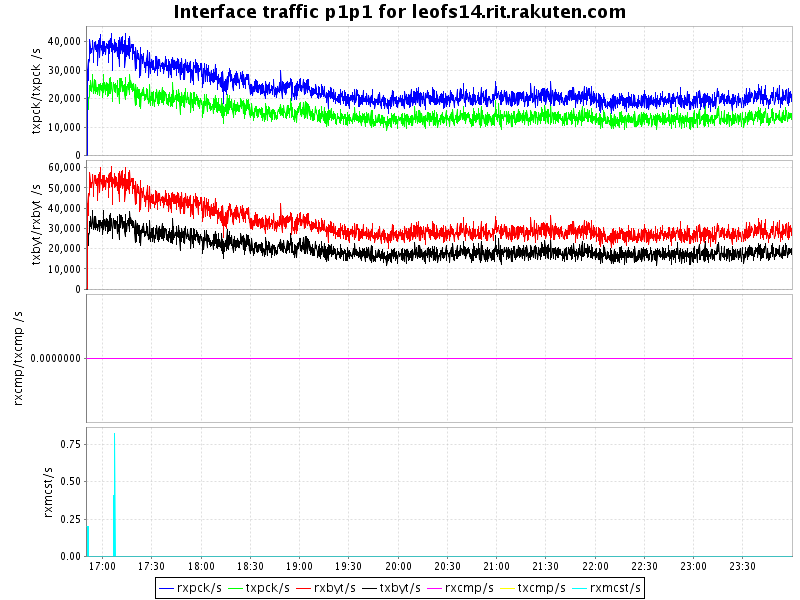 Interface traffic p1p1 for leofs14.rit.rakuten.com
txpck/txpck /s
40,000
30,000
20,000
10,000
0
txbyt/rxbyt /s
60,000
50,000
40,000
30,000
20,000
10,000
0
rxcmp/txcmp /s
0.0000000
rxmcst/s
0.75
0.50
0.25
0.00
17:00 17:30 18:00 18:30 19:00 19:30 20:00 20:30 21:00 21:30 22:00 22:30 23:00 23:30
rxpck/s txpck/s rxbyt/s txbyt/s rxcmp/s txcmp/s rxmcst/s